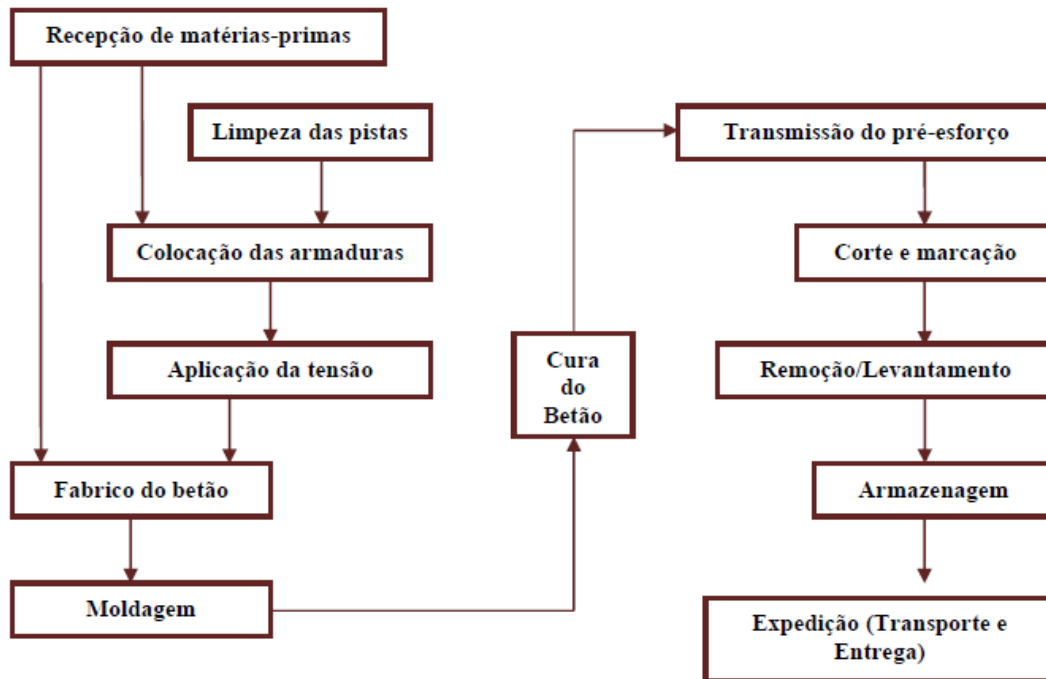 Recepção de matérias-primas
Limpeza das pistas
Colocação das armaduras
Aplicação da tensão
Fabrico do betão
Moldagem
Cura
do
Betão
Transmissão do pré-esforço
Corte e marcação
Remoção/Levantamento
Armazenagem
Expedição (Transporte e
Entrega)